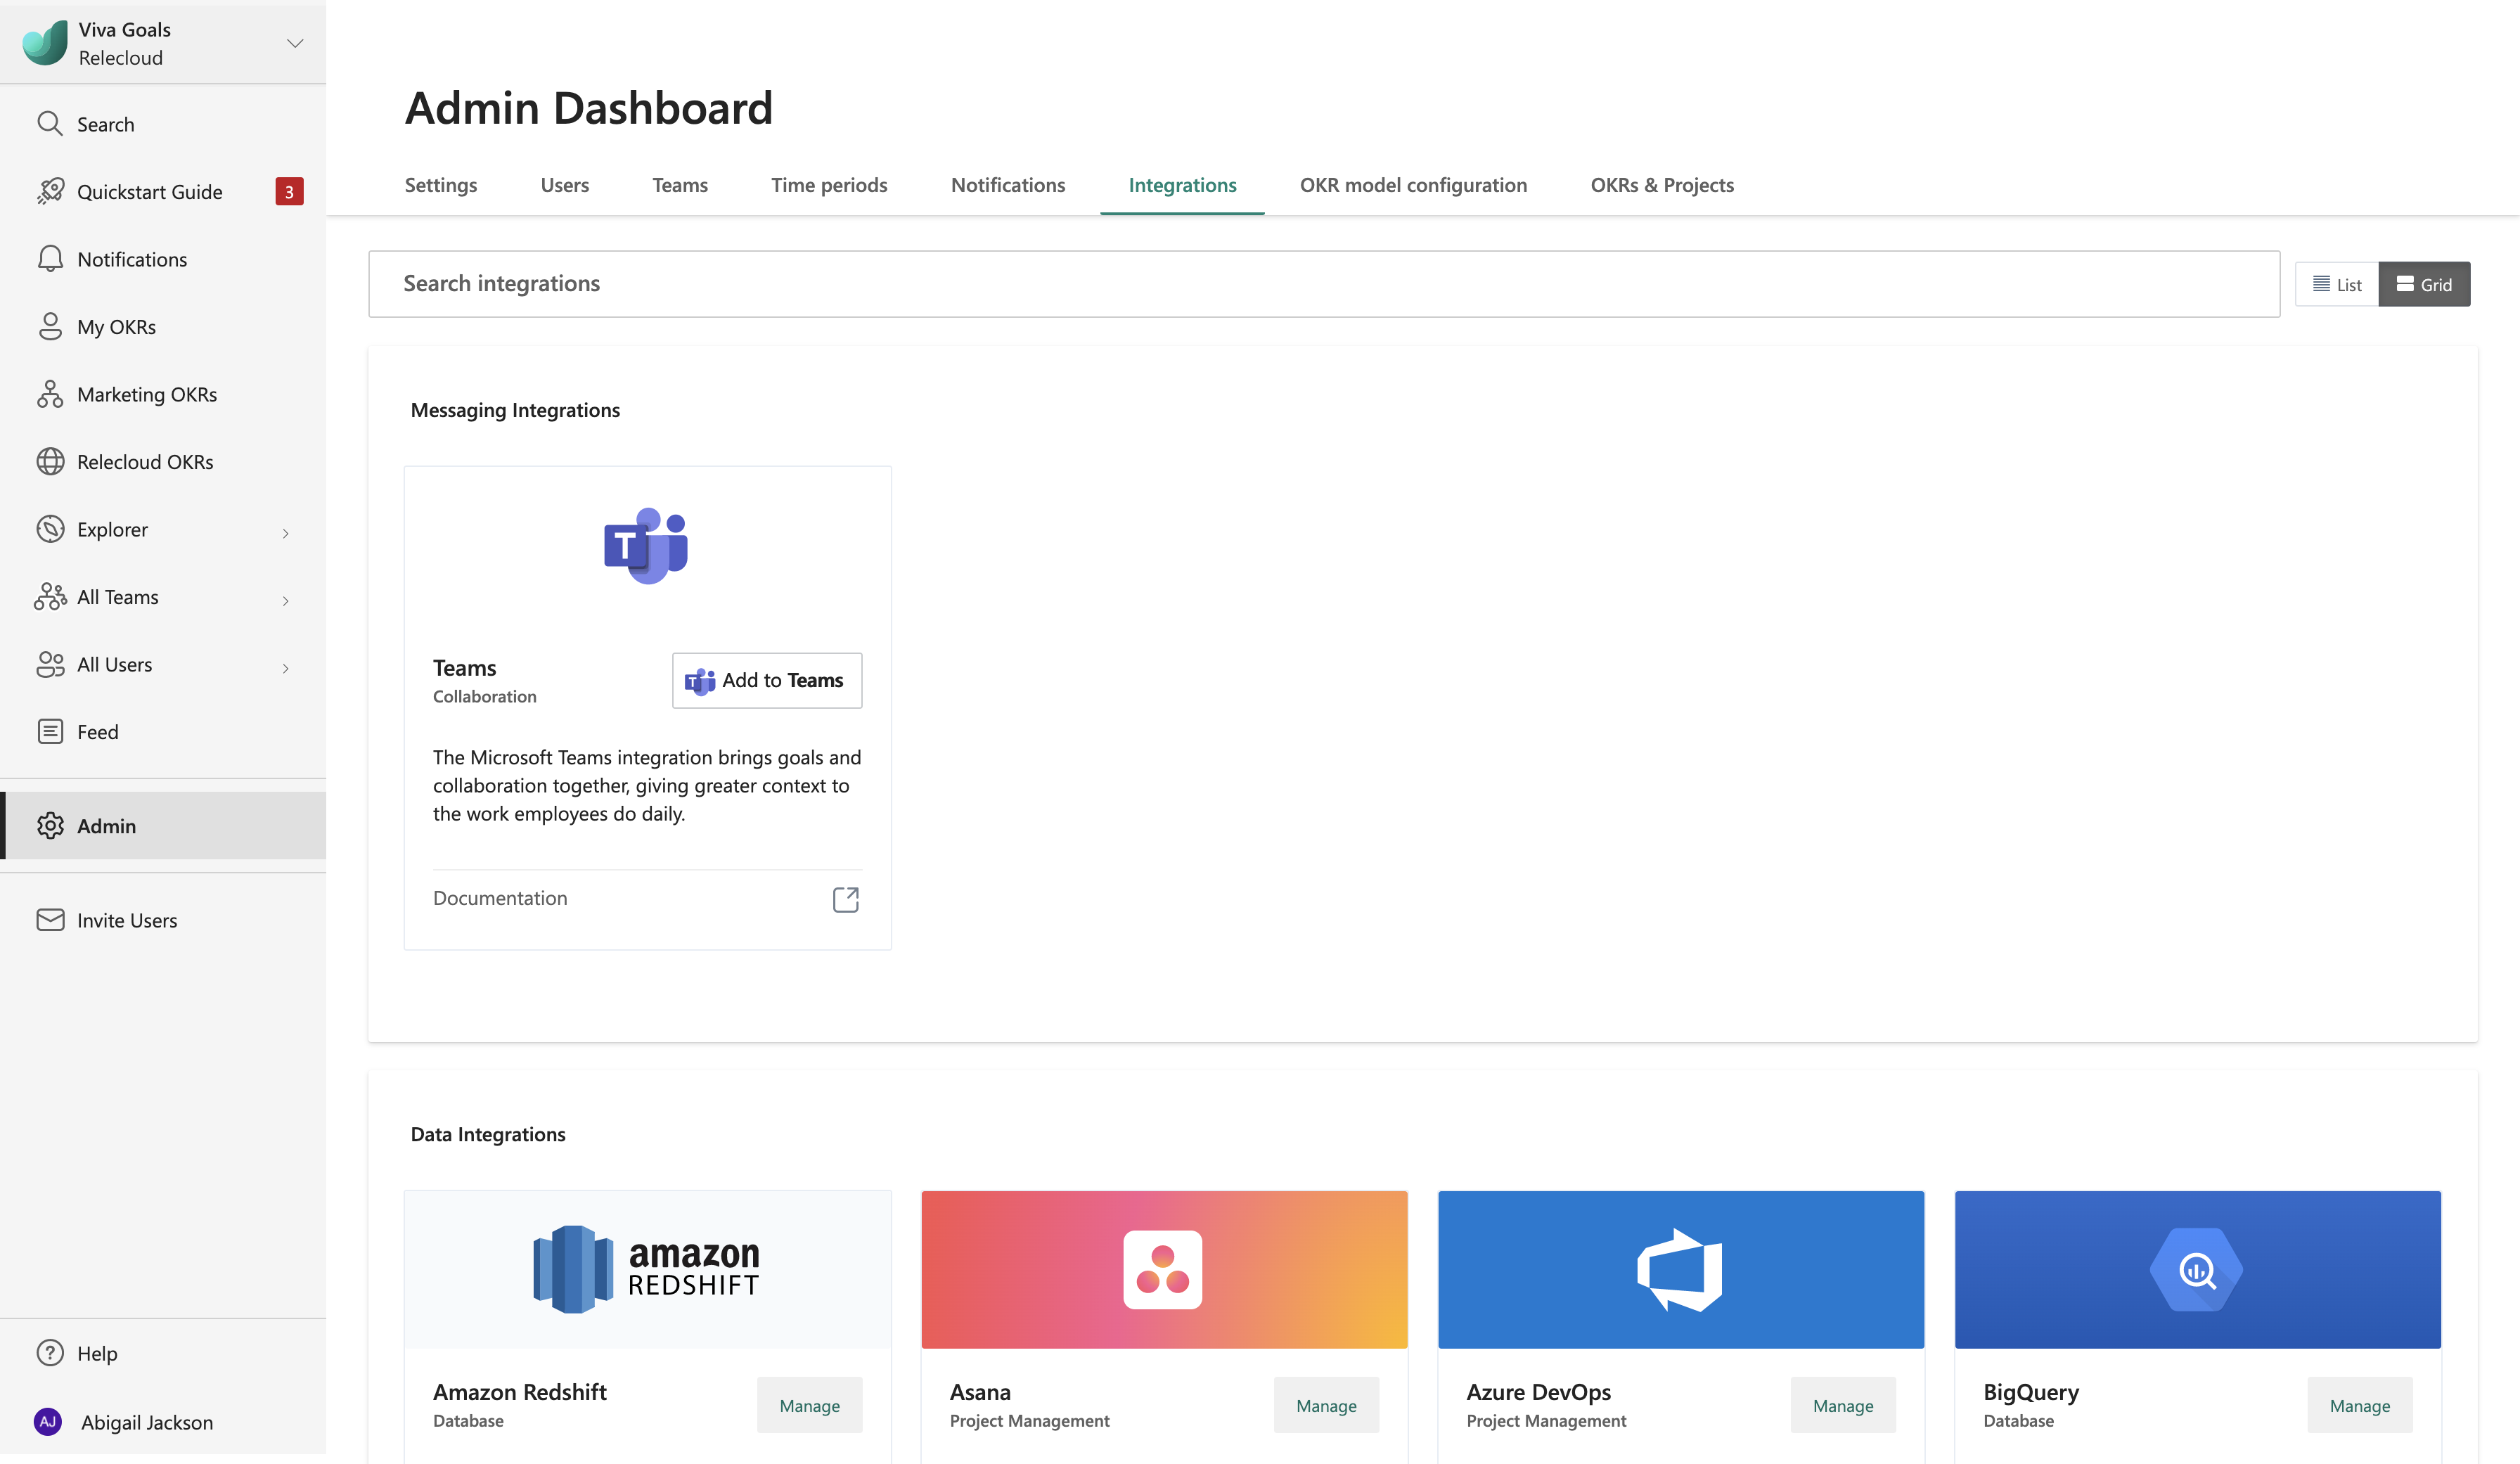 Viva Goals
Relecloud
Search
Quickstart Guide 3
Notifications
My OKRs
Marketing OKRs
Relecloud OKRs
Explorer
All Teams
All Users
Feed
Admin
Invite Users
Help
AJ Abigail Jackson
Admin Dashboard
Settings Users Teams Time periods Notifications Integrations OKR model configuration OKRs & Projects
Search integrations
List Grid
Messaging Integrations
T
Teams
Collaboration
T Add to Teams
The Microsoft Teams integration brings goals and
collaboration together, giving greater context to
the work employees do daily.
Documentation
Data Integrations
amazon
REDSHIFT
Amazon Redshift
Database
Manage
Asana
Project Management
Manage
Azure DevOps
Project Management
Manage
BigQuery
Database
Manage